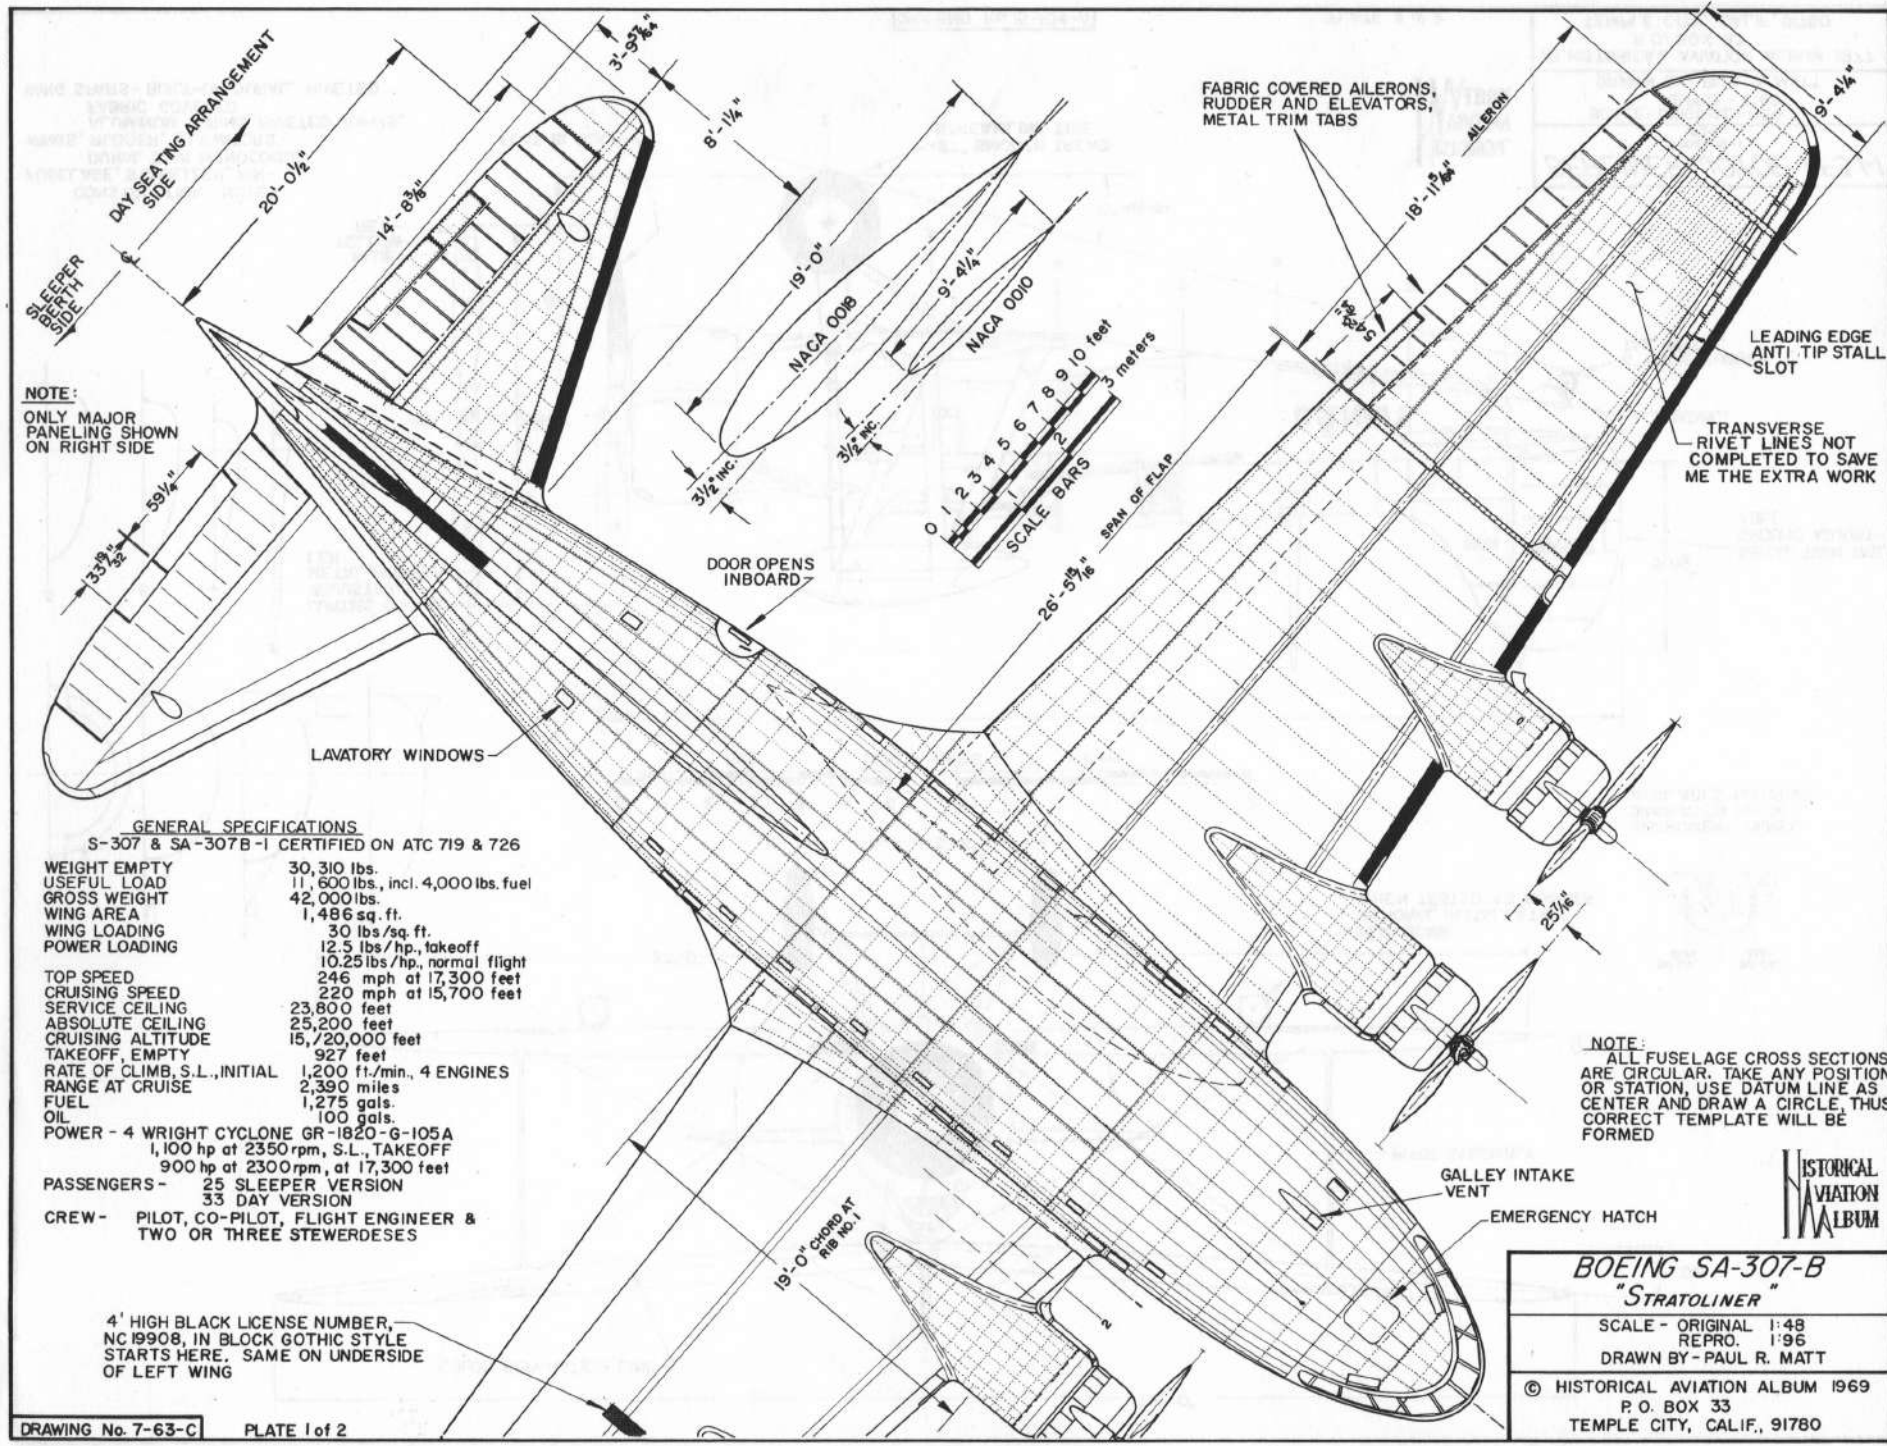 DAY SEATING ARRANGEMENT
SIDE
SLEEPER
BERTH
SIDE
℄
20'-0½"
14'-8⅜"
3'-9 57/64"
8'-1¼"
19'-0"
9'-4¼"
NACA 0018
NACA 0010
3½° INC.
3½° INC.
0 1 2 3 4 5 6 7 8 9 10 feet
1 2 3 meters
SCALE BARS
FABRIC COVERED AILERONS,
RUDDER AND ELEVATORS,
METAL TRIM TABS
AILERON
9'-4¼"
LEADING EDGE
ANTI TIP STALL
SLOT
TRANSVERSE
RIVET LINES NOT
COMPLETED TO SAVE
ME THE EXTRA WORK
26'-5 15/16" SPAN OF FLAP
NOTE:
ONLY MAJOR
PANELING SHOWN
ON RIGHT SIDE
59¼"
33 19/32"
DOOR OPENS
INBOARD
LAVATORY WINDOWS
GENERAL SPECIFICATIONS
S-307 & SA-307B-1 CERTIFIED ON ATC 719 & 726
WEIGHT EMPTY 30,310 lbs.
USEFUL LOAD 11,600 lbs., incl. 4,000 lbs. fuel
GROSS WEIGHT 42,000 lbs.
WING AREA 1,486 sq. ft.
WING LOADING 30 lbs/sq. ft.
POWER LOADING 12.5 lbs/hp., takeoff
10.25 lbs/hp., normal flight
TOP SPEED 246 mph at 17,300 feet
CRUISING SPEED 220 mph at 15,700 feet
SERVICE CEILING 23,800 feet
ABSOLUTE CEILING 25,200 feet
CRUISING ALTITUDE 15,/20,000 feet
TAKEOFF, EMPTY 927 feet
RATE OF CLIMB, S.L., INITIAL 1,200 ft./min., 4 ENGINES
RANGE AT CRUISE 2,390 miles
FUEL 1,275 gals.
OIL 100 gals.
POWER - 4 WRIGHT CYCLONE GR-1820-G-105A
1,100 hp at 2350 rpm, S.L., TAKEOFF
900 hp at 2300 rpm, at 17,300 feet
PASSENGERS - 25 SLEEPER VERSION
33 DAY VERSION
CREW - PILOT, CO-PILOT, FLIGHT ENGINEER &
TWO OR THREE STEWERDESES
25 7/16"
NOTE:
ALL FUSELAGE CROSS SECTIONS
ARE CIRCULAR. TAKE ANY POSITION
OR STATION, USE DATUM LINE AS
CENTER AND DRAW A CIRCLE, THUS
CORRECT TEMPLATE WILL BE
FORMED
19'-0" CHORD AT
RIB NO. 1
1
2
GALLEY INTAKE
VENT
EMERGENCY HATCH
HISTORICAL
AVIATION
ALBUM
4' HIGH BLACK LICENSE NUMBER,
NC 19908, IN BLOCK GOTHIC STYLE
STARTS HERE. SAME ON UNDERSIDE
OF LEFT WING
BOEING SA-307-B
"STRATOLINER"
SCALE - ORIGINAL 1:48
REPRO. 1:96
DRAWN BY - PAUL R. MATT
© HISTORICAL AVIATION ALBUM 1969
P. O. BOX 33
TEMPLE CITY, CALIF., 91780
DRAWING No. 7-63-C
PLATE 1 of 2